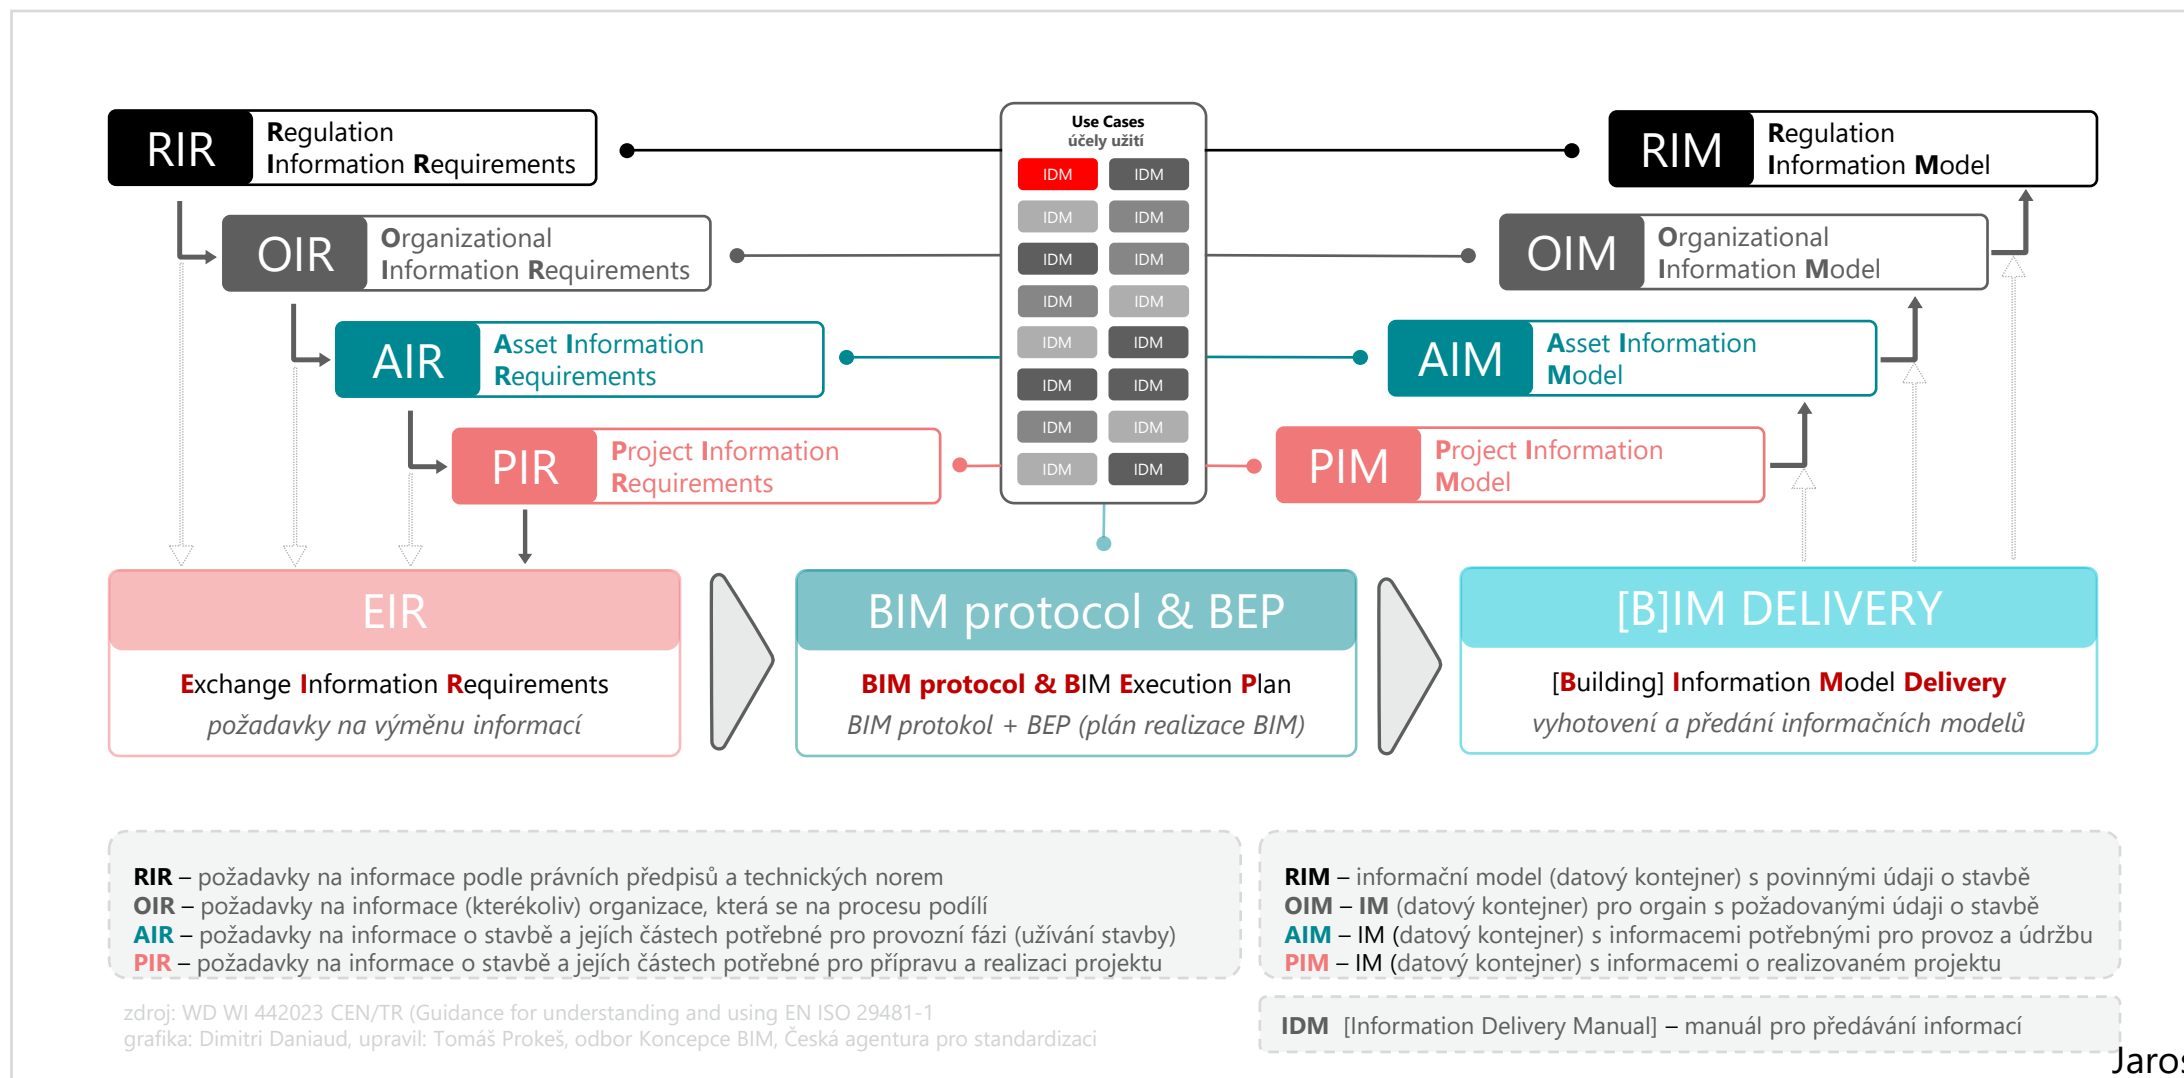 RIR
Regulation
Information Requirements
OIR
Organizational
Information Requirements
AIR
Asset Information
Requirements
PIR
Project Information
Requirements
Use Cases
účely užití
IDM IDM
IDM IDM
IDM IDM
IDM IDM
IDM IDM
IDM IDM
IDM IDM
IDM IDM
RIM
Regulation
Information Model
OIM
Organizational
Information Model
AIM
Asset Information
Model
PIM
Project Information
Model
EIR
Exchange Information Requirements
požadavky na výměnu informací
BIM protocol & BEP
BIM protocol & BIM Execution Plan
BIM protokol + BEP (plán realizace BIM)
[B]IM DELIVERY
[Building] Information Model Delivery
vyhotovení a předání informačních modelů
RIR – požadavky na informace podle právních předpisů a technických norem
OIR – požadavky na informace (kterékoliv) organizace, která se na procesu podílí
AIR – požadavky na informace o stavbě a jejích částech potřebné pro provozní fázi (užívání stavby)
PIR – požadavky na informace o stavbě a jejích částech potřebné pro přípravu a realizaci projektu
RIM – informační model (datový kontejner) s povinnými údaji o stavbě
OIM – IM (datový kontejner) pro orgain s požadovanými údaji o stavbě
AIM – IM (datový kontejner) s informacemi potřebnými pro provoz a údržbu
PIM – IM (datový kontejner) s informacemi o realizovaném projektu
zdroj: WD WI 442023 CEN/TR (Guidance for understanding and using EN ISO 29481-1
grafika: Dimitri Daniaud, upravil: Tomáš Prokeš, odbor Koncepce BIM, Česká agentura pro standardizaci
IDM [Information Delivery Manual] – manuál pro předávání informací